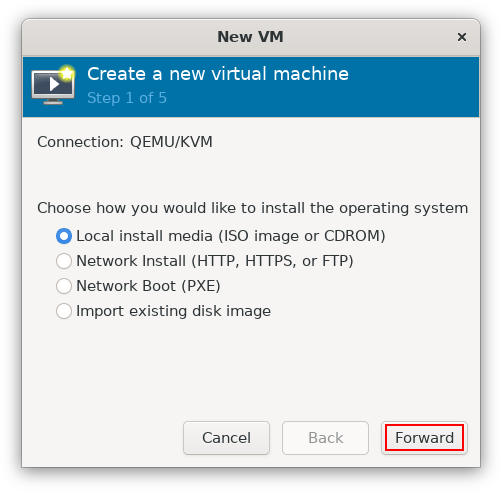 New VM
Create a new virtual machine
Step 1 of 5
Connection: QEMU/KVM
Choose how you would like to install the operating system
Local install media (ISO image or CDROM)
Network Install (HTTP, HTTPS, or FTP)
Network Boot (PXE)
Import existing disk image
Cancel Back Forward